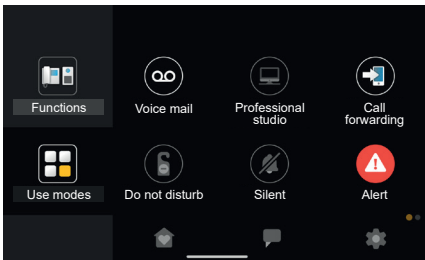 Functions
Voice mail
Professional
studio
Call
forwarding
Use modes
Do not disturb
Silent
Alert